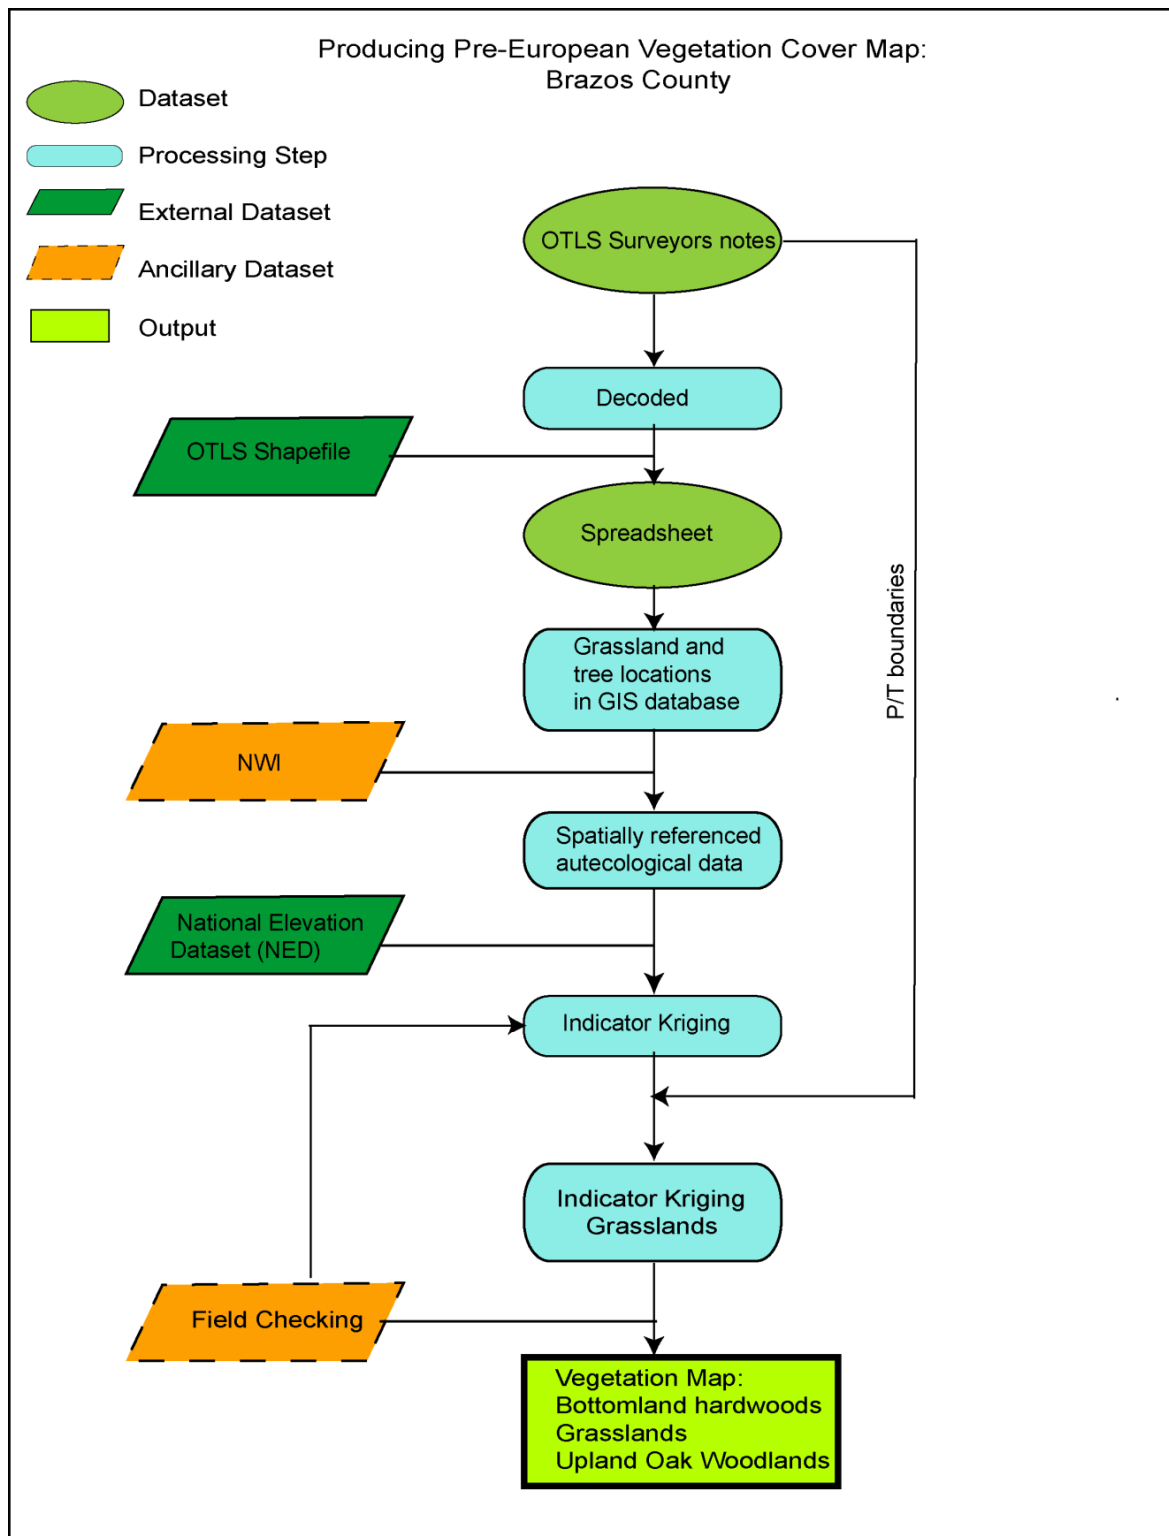 Producing Pre-European Vegetation Cover Map:
Brazos County
Dataset
Processing Step
External Dataset
Ancillary Dataset
Output
OTLS Surveyors notes
Decoded
OTLS Shapefile
Spreadsheet
P/T boundaries
Grassland and
tree locations
in GIS database
NWI
Spatially referenced
autecological data
National Elevation
Dataset (NED)
Indicator Kriging
Indicator Kriging
Grasslands
Field Checking
Vegetation Map:
Bottomland hardwoods
Grasslands
Upland Oak Woodlands